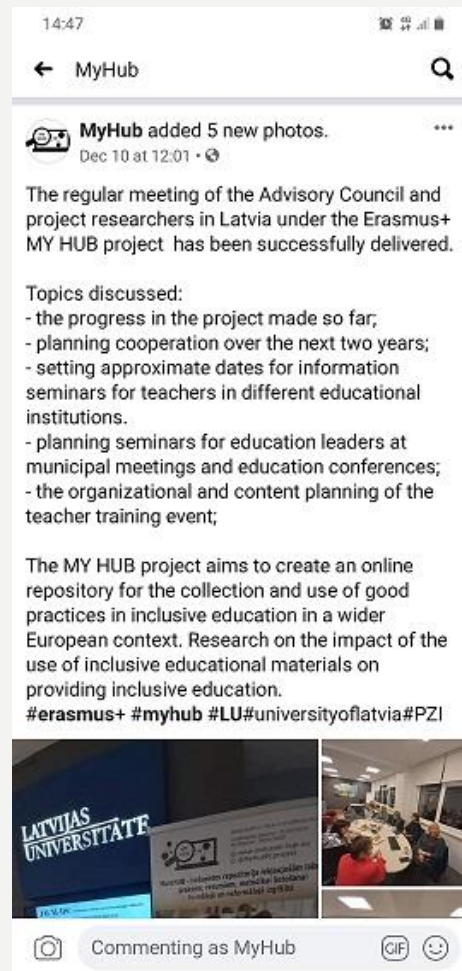 14:47
MyHub
MyHub added 5 new photos.
Dec 10 at 12:01
The regular meeting of the Advisory Council and
project researchers in Latvia under the Erasmus+
MY HUB project has been successfully delivered.
Topics discussed:
- the progress in the project made so far;
- planning cooperation over the next two years;
- setting approximate dates for information
seminars for teachers in different educational
institutions.
- planning seminars for education leaders at
municipal meetings and education conferences;
- the organizational and content planning of the
teacher training event;
The MY HUB project aims to create an online
repository for the collection and use of good
practices in inclusive education in a wider
European context. Research on the impact of the
use of inclusive educational materials on
providing inclusive education.
#erasmus+ #myhub #LU#universityoflatvia#PZI
LATVIJAS
UNIVERSITĀTE
Commenting as MyHub
GIF